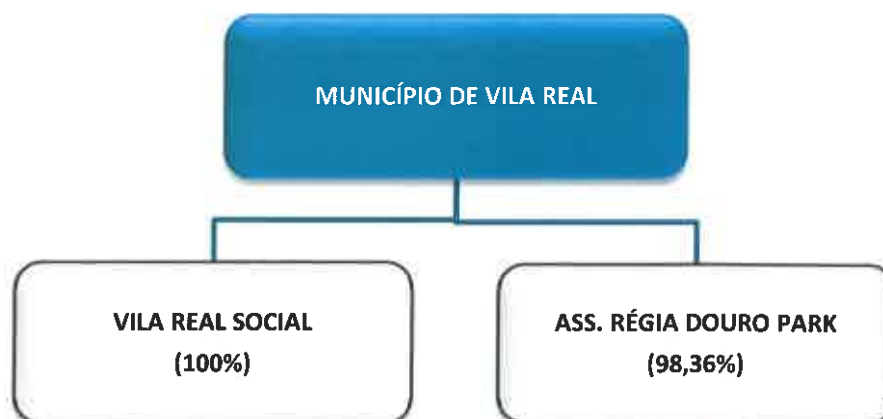 MUNICÍPIO DE VILA REAL
VILA REAL SOCIAL
(100%)
ASS. RÉGIA DOURO PARK
(98,36%)